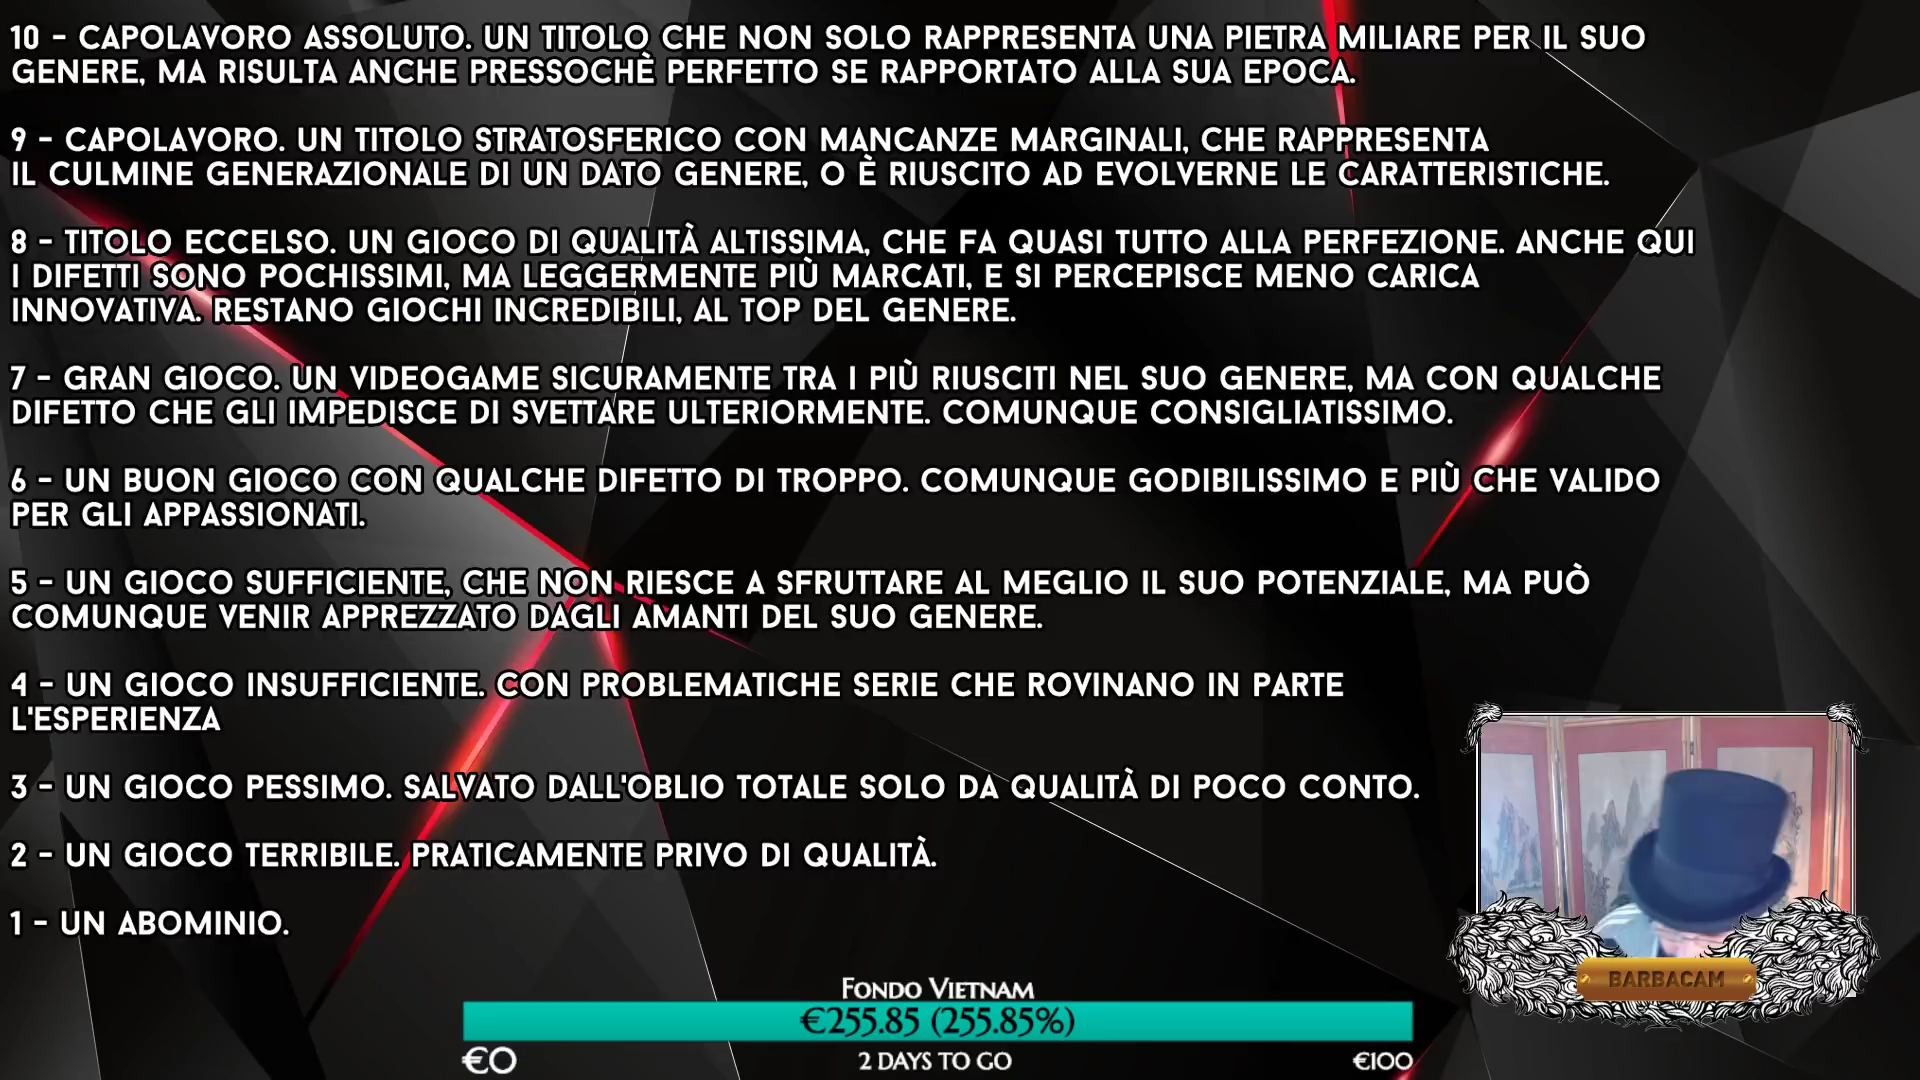 10 - CAPOLAVORO ASSOLUTO. UN TITOLO CHE NON SOLO RAPPRESENTA UNA PIETRA MILIARE PER IL SUO
GENERE, MA RISULTA ANCHE PRESSOCHÈ PERFETTO SE RAPPORTATO ALLA SUA EPOCA.
9 - CAPOLAVORO. UN TITOLO STRATOSFERICO CON MANCANZE MARGINALI, CHE RAPPRESENTA
IL CULMINE GENERAZIONALE DI UN DATO GENERE, O È RIUSCITO AD EVOLVERNE LE CARATTERISTICHE.
8 - TITOLO ECCELSO. UN GIOCO DI QUALITÀ ALTISSIMA, CHE FA QUASI TUTTO ALLA PERFEZIONE. ANCHE QUI
I DIFETTI SONO POCHISSIMI, MA LEGGERMENTE PIÙ MARCATI, E SI PERCEPISCE MENO CARICA
INNOVATIVA. RESTANO GIOCHI INCREDIBILI, AL TOP DEL GENERE.
7 - GRAN GIOCO. UN VIDEOGAME SICURAMENTE TRA I PIÙ RIUSCITI NEL SUO GENERE, MA CON QUALCHE
DIFETTO CHE GLI IMPEDISCE DI SVETTARE ULTERIORMENTE. COMUNQUE CONSIGLIATISSIMO.
6 - UN BUON GIOCO CON QUALCHE DIFETTO DI TROPPO. COMUNQUE GODIBILISSIMO E PIÙ CHE VALIDO
PER GLI APPASSIONATI.
5 - UN GIOCO SUFFICIENTE, CHE NON RIESCE A SFRUTTARE AL MEGLIO IL SUO POTENZIALE, MA PUÒ
COMUNQUE VENIR APPREZZATO DAGLI AMANTI DEL SUO GENERE.
4 - UN GIOCO INSUFFICIENTE. CON PROBLEMATICHE SERIE CHE ROVINANO IN PARTE
L'ESPERIENZA
3 - UN GIOCO PESSIMO. SALVATO DALL'OBLIO TOTALE SOLO DA QUALITÀ DI POCO CONTO.
2 - UN GIOCO TERRIBILE. PRATICAMENTE PRIVO DI QUALITÀ.
1 - UN ABOMINIO.
BARBACAM
FONDO VIETNAM
€255.85 (255.85%)
€0 2 DAYS TO GO €100